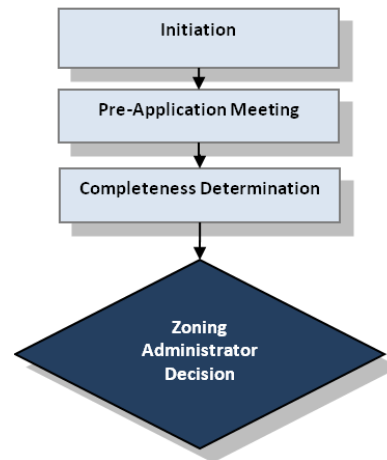 Initiation
Pre-Application Meeting
Completeness Determination
Zoning
Administrator
Decision